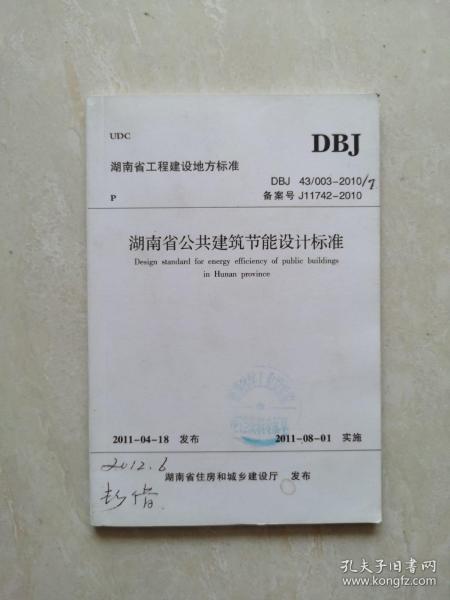 UDC
DBJ
湖南省工程建设地方标准
DBJ 43/003-2010
P
备案号 J11742-2010
湖南省公共建筑节能设计标准
Design standard for energy efficiency of public buildings
in Hunan province
2011-04-18 发布
2011-08-01 实施
2012.6
湖南省住房和城乡建设厅 发布
孔夫子旧书网
www.kongfz.com